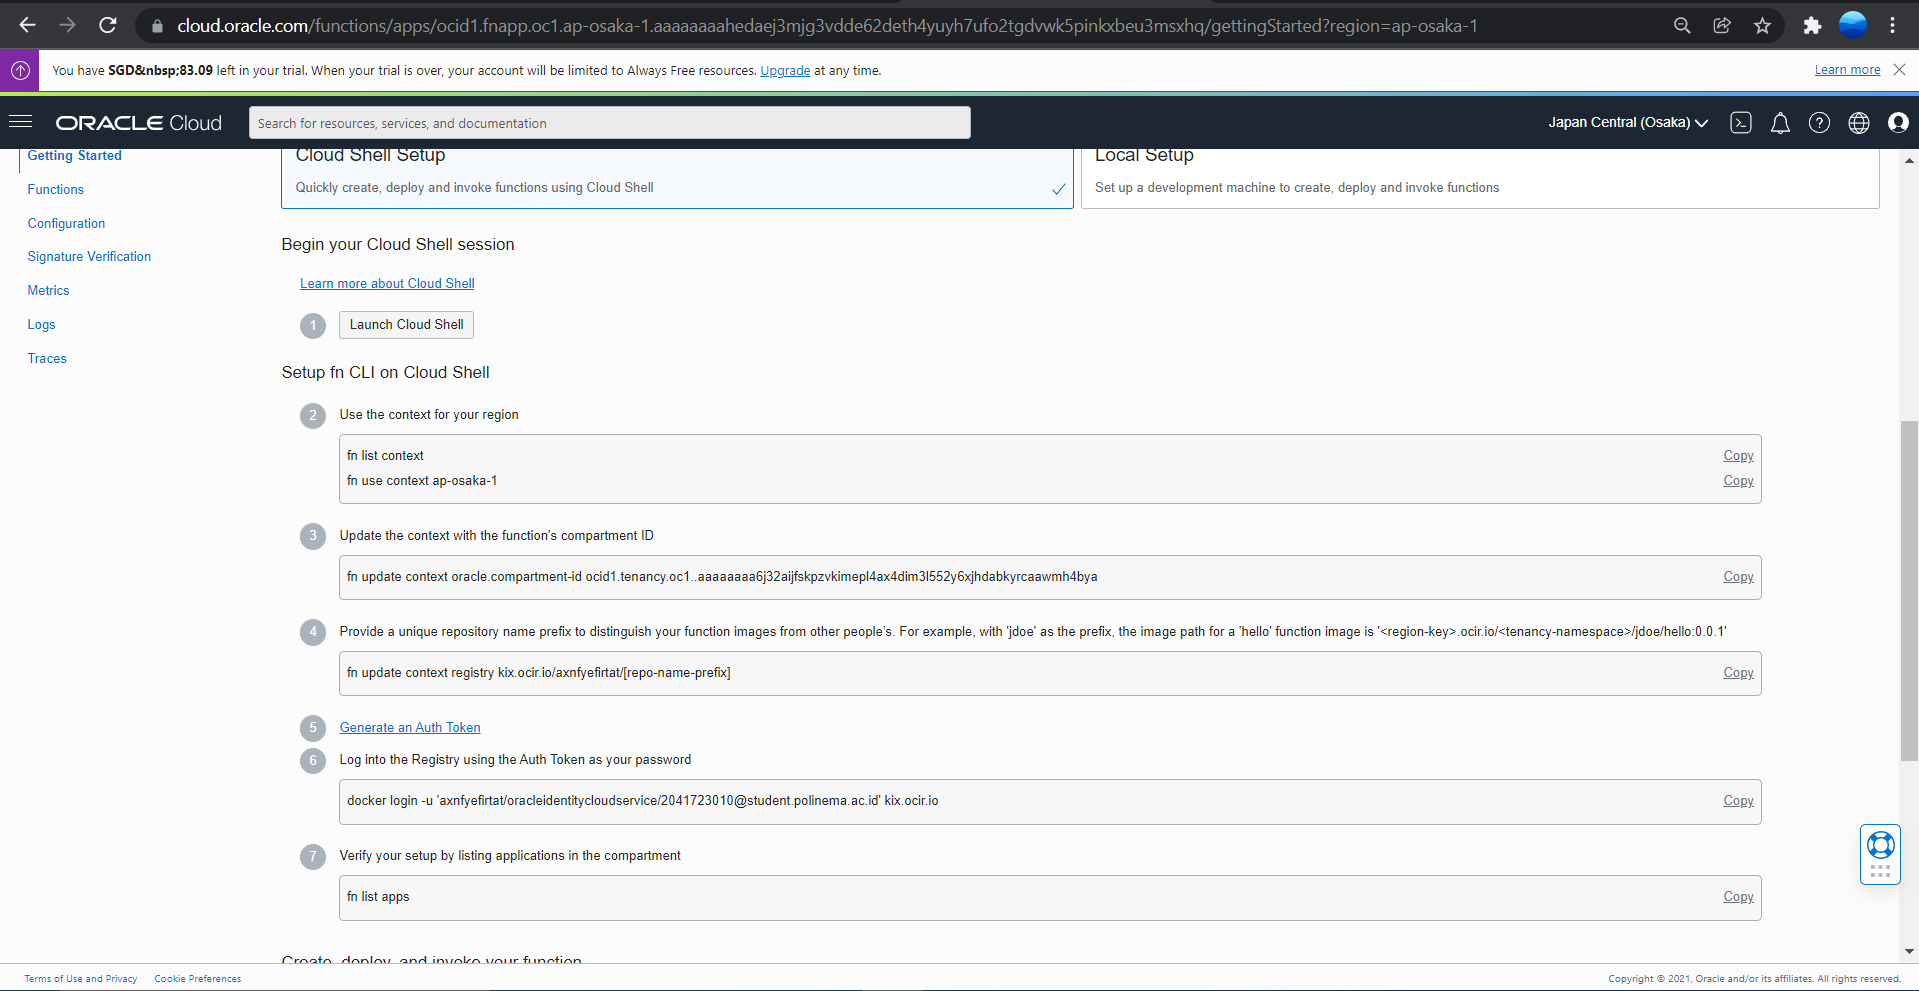 cloud.oracle.com/functions/apps/ocid1.fnapp.oc1.ap-osaka-1.aaaaaaaahedaej3mjg3vdde62deth4yuyh7ufo2tgdvwk5pinkxbeu3msxhq/gettingStarted?region=ap-osaka-1
You have SGD&nbsp;83.09 left in your trial. When your trial is over, your account will be limited to Always Free resources. Upgrade at any time.
Learn more
ORACLE Cloud
Search for resources, services, and documentation
Japan Central (Osaka)
Getting Started
Functions
Configuration
Signature Verification
Metrics
Logs
Traces
Cloud Shell Setup
Quickly create, deploy and invoke functions using Cloud Shell
Local Setup
Set up a development machine to create, deploy and invoke functions
Begin your Cloud Shell session
Learn more about Cloud Shell
1 Launch Cloud Shell
Setup fn CLI on Cloud Shell
2 Use the context for your region
fn list context Copy
fn use context ap-osaka-1 Copy
3 Update the context with the function's compartment ID
fn update context oracle.compartment-id ocid1.tenancy.oc1..aaaaaaaa6j32aijfskpzvkimepl4ax4dim3l552y6xjhdabkyrcaawmh4bya Copy
4 Provide a unique repository name prefix to distinguish your function images from other people's. For example, with 'jdoe' as the prefix, the image path for a 'hello' function image is '<region-key>.ocir.io/<tenancy-namespace>/jdoe/hello:0.0.1'
fn update context registry kix.ocir.io/axnfyefirtat/[repo-name-prefix] Copy
5 Generate an Auth Token
6 Log into the Registry using the Auth Token as your password
docker login -u 'axnfyefirtat/oracleidentitycloudservice/2041723010@student.polinema.ac.id' kix.ocir.io Copy
7 Verify your setup by listing applications in the compartment
fn list apps Copy
Create, deploy, and invoke your function
Terms of Use and Privacy Cookie Preferences
Copyright © 2021, Oracle and/or its affiliates. All rights reserved.